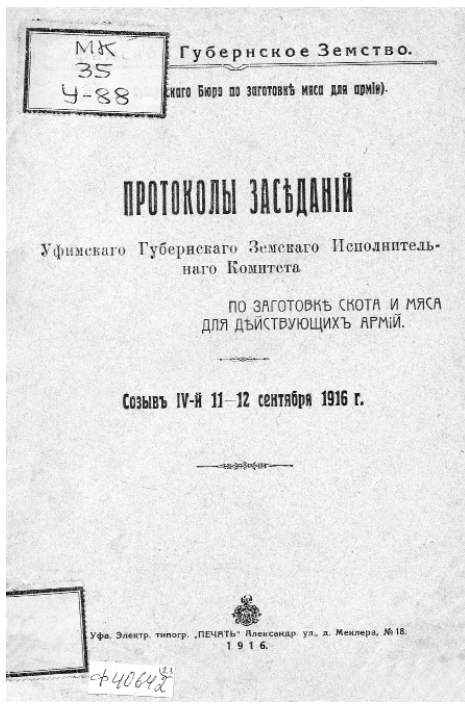 МК
35
У-88
Губернское Земство.
Бюро по заготовкѣ мяса для арміи).
ПРОТОКОЛЫ ЗАСѢДАНІЙ
Уфимскаго Губернскаго Земскаго Исполнитель-
наго Комитета
ПО ЗАГОТОВКѢ СКОТА И МЯСА
ДЛЯ ДѢЙСТВУЮЩИХЪ АРМІЙ.
Созывъ IV-й 11—12 сентября 1916 г.
Уфа. Электр. типогр. „ПЕЧАТЬ“ Александр. ул., д. Меклера, № 18.
1916.
Ф40642